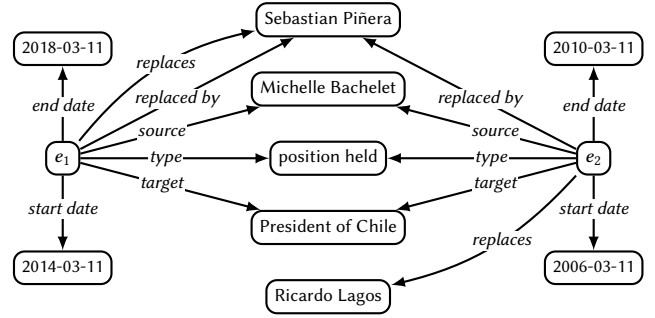 Sebastian Piñera
2018-03-11
2010-03-11
replaces
Michelle Bachelet
replaced by
replaced by
end date
end date
source
source
e1
type
position held
type
e2
target
target
start date
start date
President of Chile
replaces
2014-03-11
2006-03-11
Ricardo Lagos